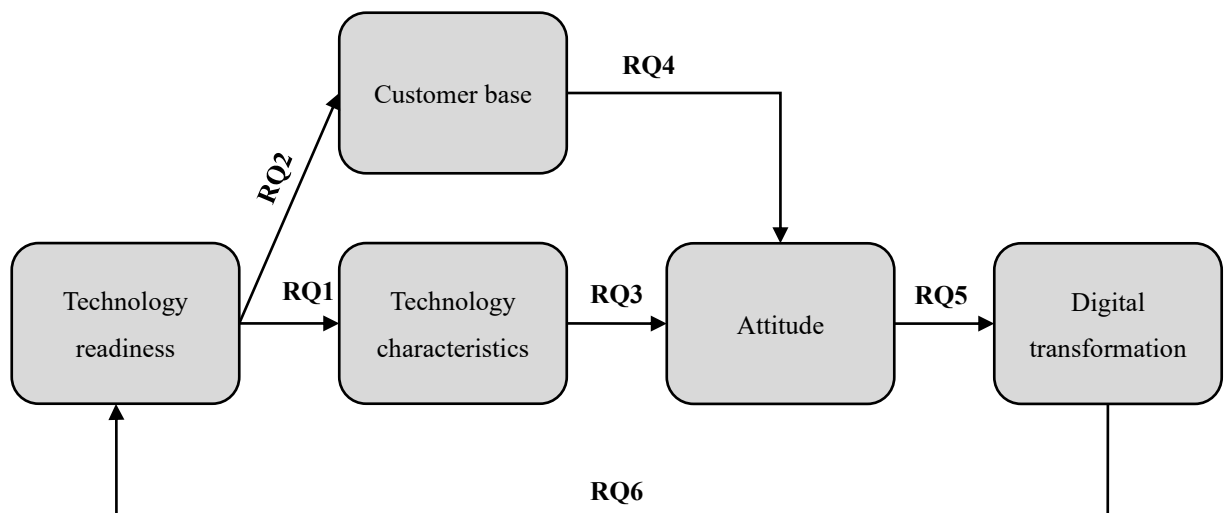 RQ4
Customer base
RQ2
Technology
readiness
RQ1
Technology
characteristics
RQ3
Attitude
RQ5
Digital
transformation
RQ6